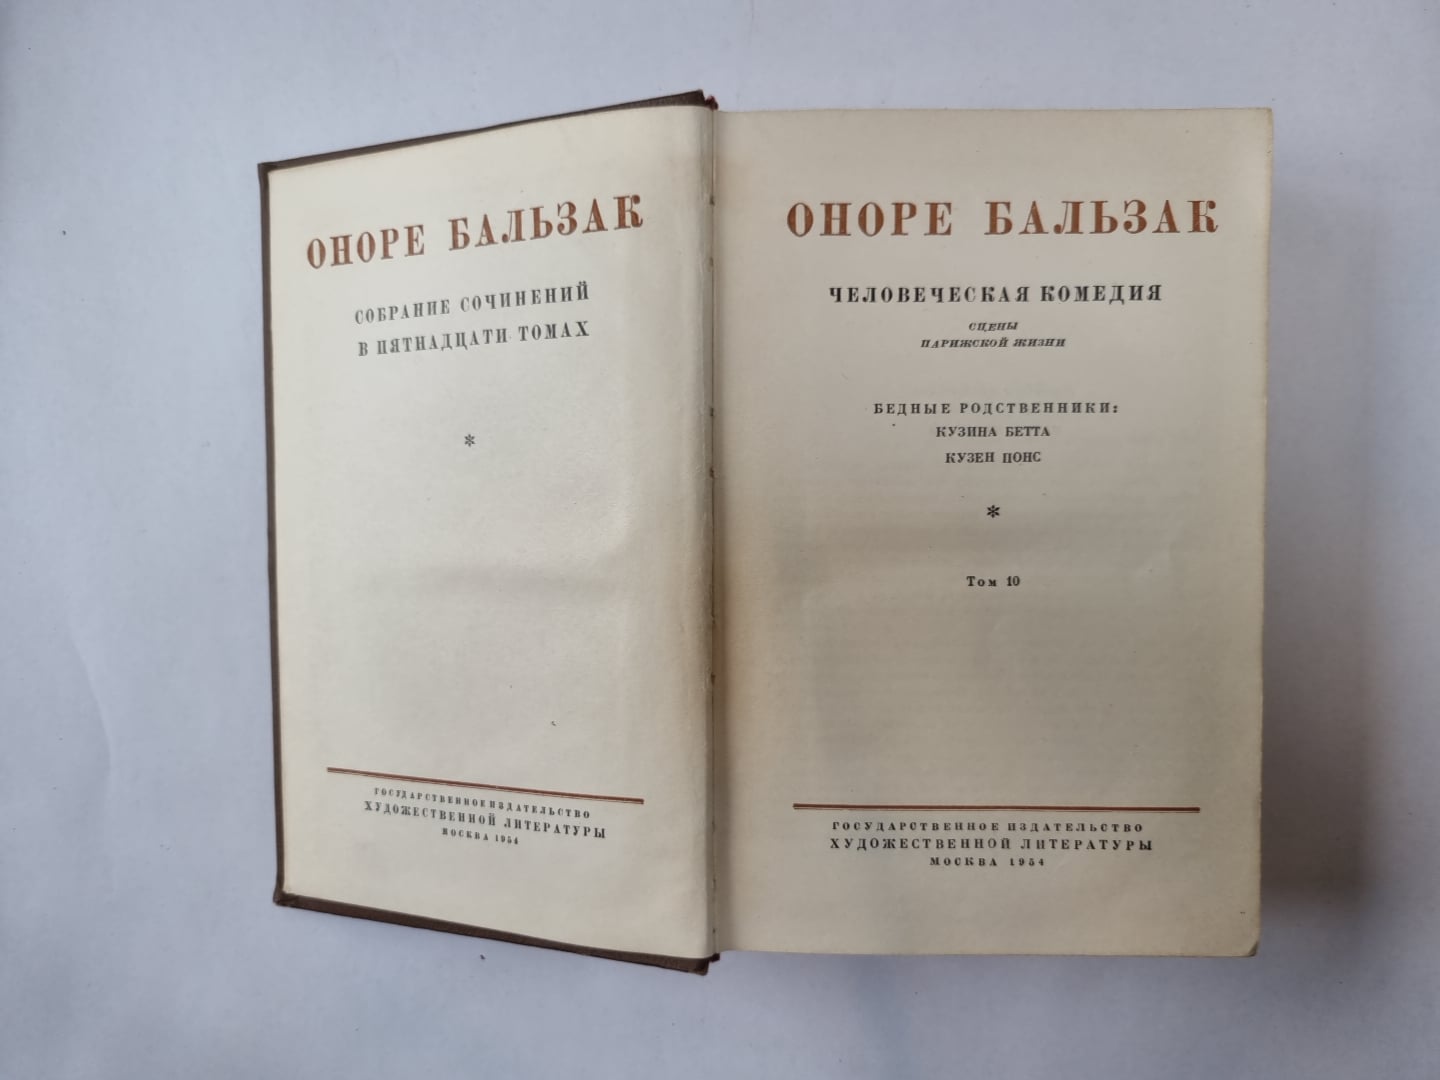 ОНОРЕ БАЛЬЗАК
СОБРАНИЕ СОЧИНЕНИЙ
В ПЯТНАДЦАТИ ТОМАХ
*
ГОСУДАРСТВЕННОЕ ИЗДАТЕЛЬСТВО
ХУДОЖЕСТВЕННОЙ ЛИТЕРАТУРЫ
МОСКВА 1954
ОНОРЕ БАЛЬЗАК
ЧЕЛОВЕЧЕСКАЯ КОМЕДИЯ
СЦЕНЫ
ПАРИЖСКОЙ ЖИЗНИ
БЕДНЫЕ РОДСТВЕННИКИ:
КУЗИНА БЕТТА
КУЗЕН ПОНС
*
Том 10
ГОСУДАРСТВЕННОЕ ИЗДАТЕЛЬСТВО
ХУДОЖЕСТВЕННОЙ ЛИТЕРАТУРЫ
МОСКВА 1954